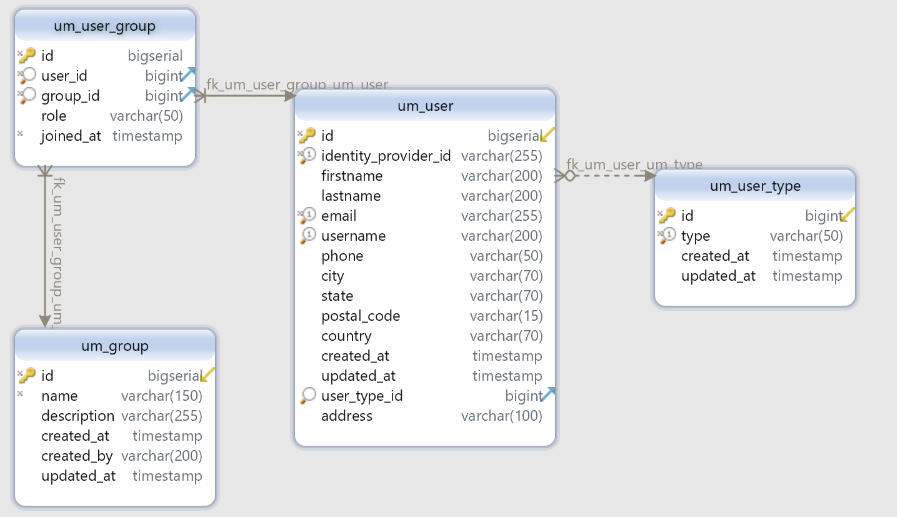 um_user_group
id bigserial
user_id bigint
group_id bigint
role varchar(50)
joined_at timestamp
fk_um_user_group_um_user
fk_um_user_group_um_
um_user
id bigserial
identity_provider_id varchar(255)
firstname varchar(200)
lastname varchar(200)
email varchar(255)
username varchar(200)
phone varchar(50)
city varchar(70)
state varchar(70)
postal_code varchar(15)
country varchar(70)
created_at timestamp
updated_at timestamp
user_type_id bigint
address varchar(100)
fk_um_user_um_type
um_user_type
id bigint
type varchar(50)
created_at timestamp
updated_at timestamp
um_group
id bigserial
name varchar(150)
description varchar(255)
created_at timestamp
created_by varchar(200)
updated_at timestamp